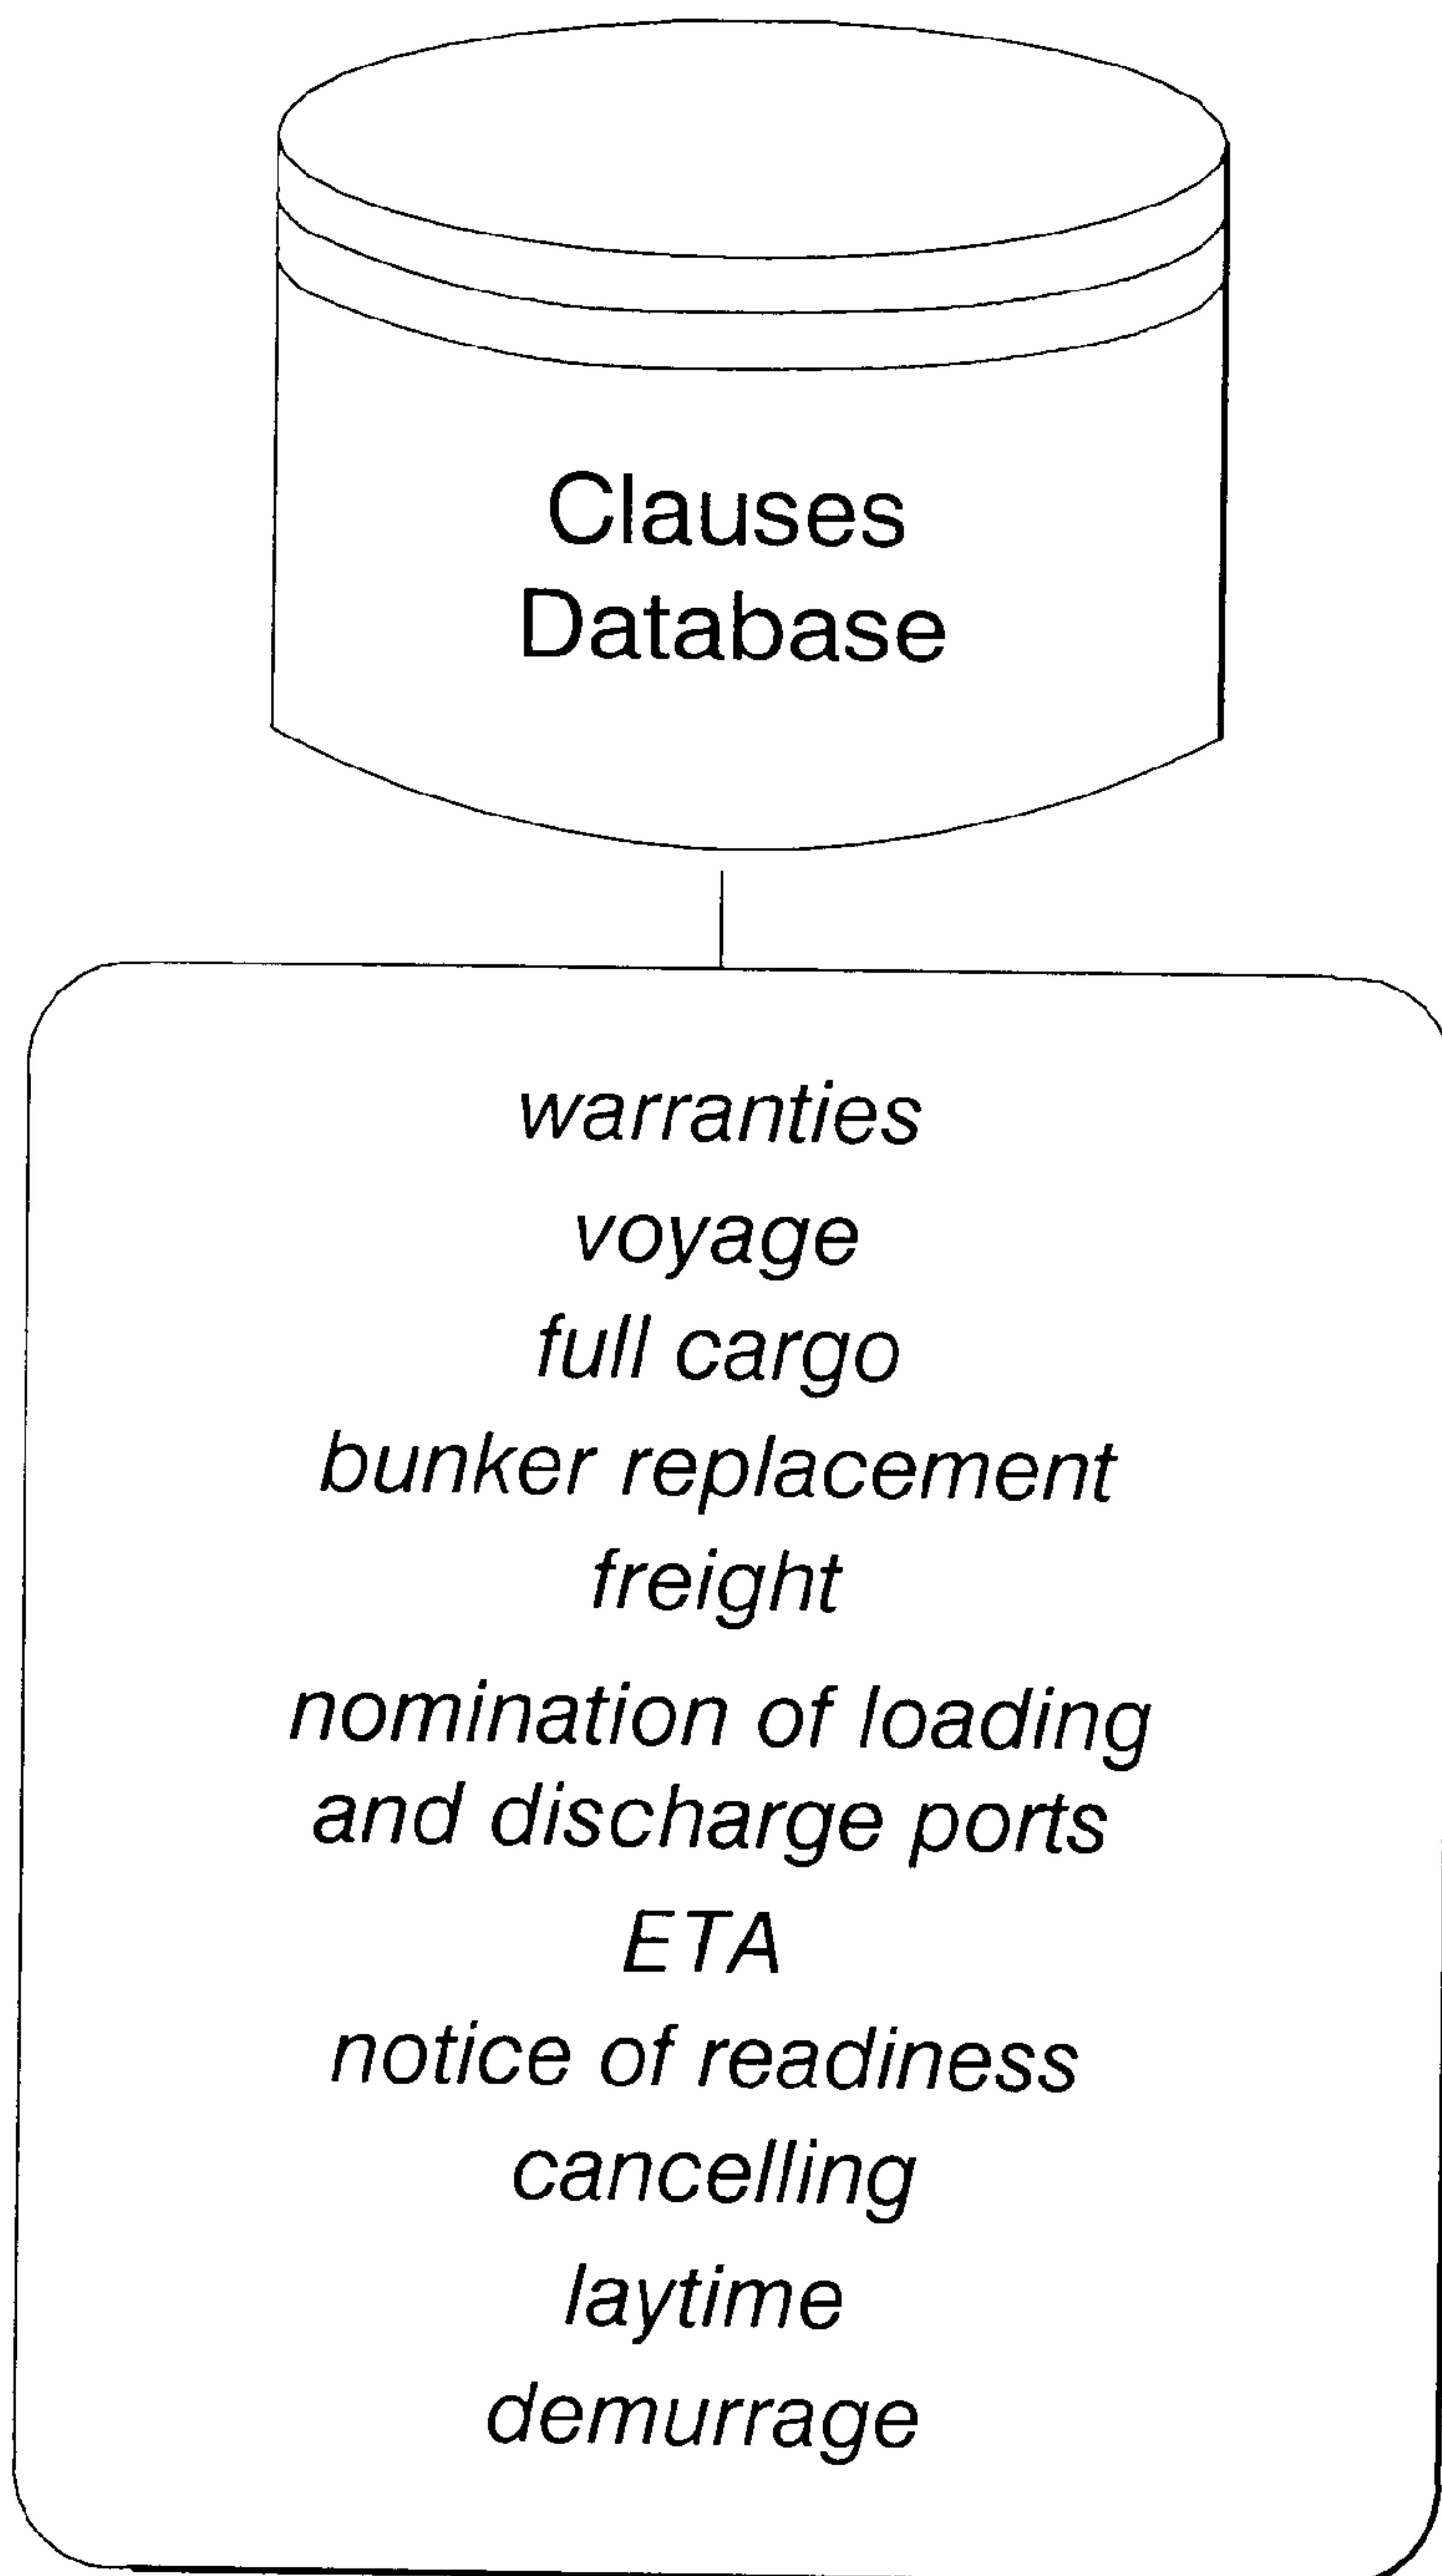 Clauses
Database
warranties
voyage
full cargo
bunker replacement
freight
nomination of loading
and discharge ports
ETA
notice of readiness
cancelling
laytime
demurrage